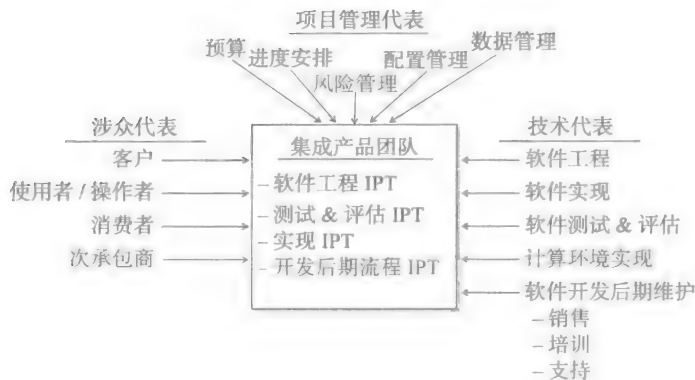 项目管理代表
预算
进度安排
风险管理
配置管理
数据管理
涉众代表
客户
使用者 / 操作者
消费者
次承包商
集成产品团队
– 软件工程 IPT
– 测试 & 评估 IPT
– 实现 IPT
– 开发后期流程 IPT
技术代表
软件工程
软件实现
软件测试 & 评估
计算环境实现
软件开发后期维护
– 销售
– 培训
– 支持